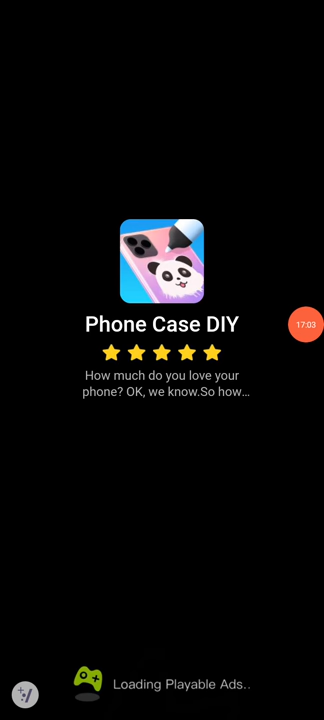 Phone Case DIY
17:03
How much do you love your
phone? OK, we know.So how...
Loading Playable Ads..